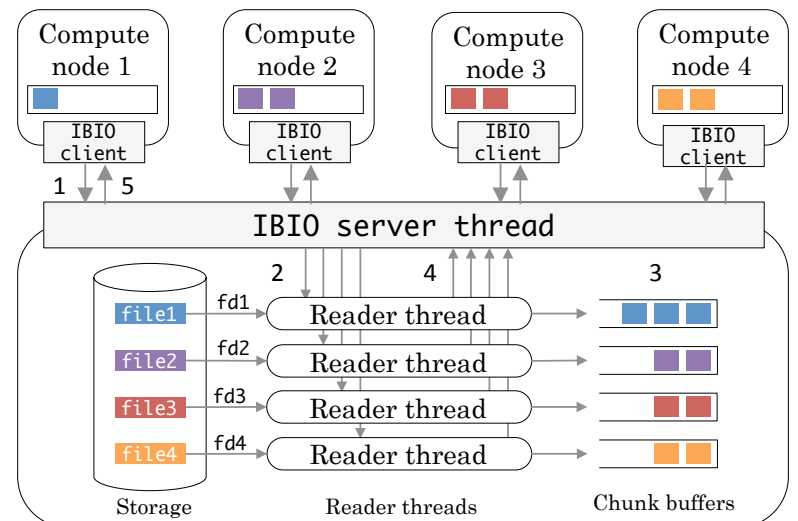 Compute
node 1
Compute
node 2
Compute
node 3
Compute
node 4
IBIO
client
IBIO
client
IBIO
client
IBIO
client
1
5
IBIO server thread
2
4
3
file1
fd1
Reader thread
file2
fd2
Reader thread
file3
fd3
Reader thread
file4
fd4
Reader thread
Storage
Reader threads
Chunk buffers